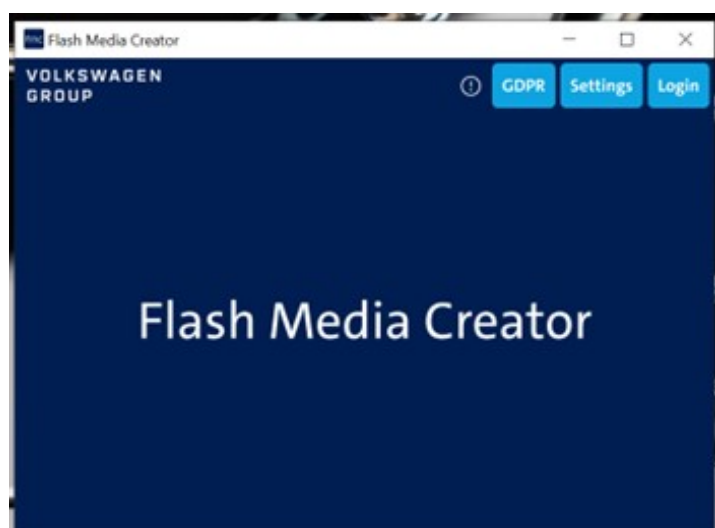 Flash Media Creator
VOLKSWAGEN
GROUP
GDPR Settings Login
Flash Media Creator